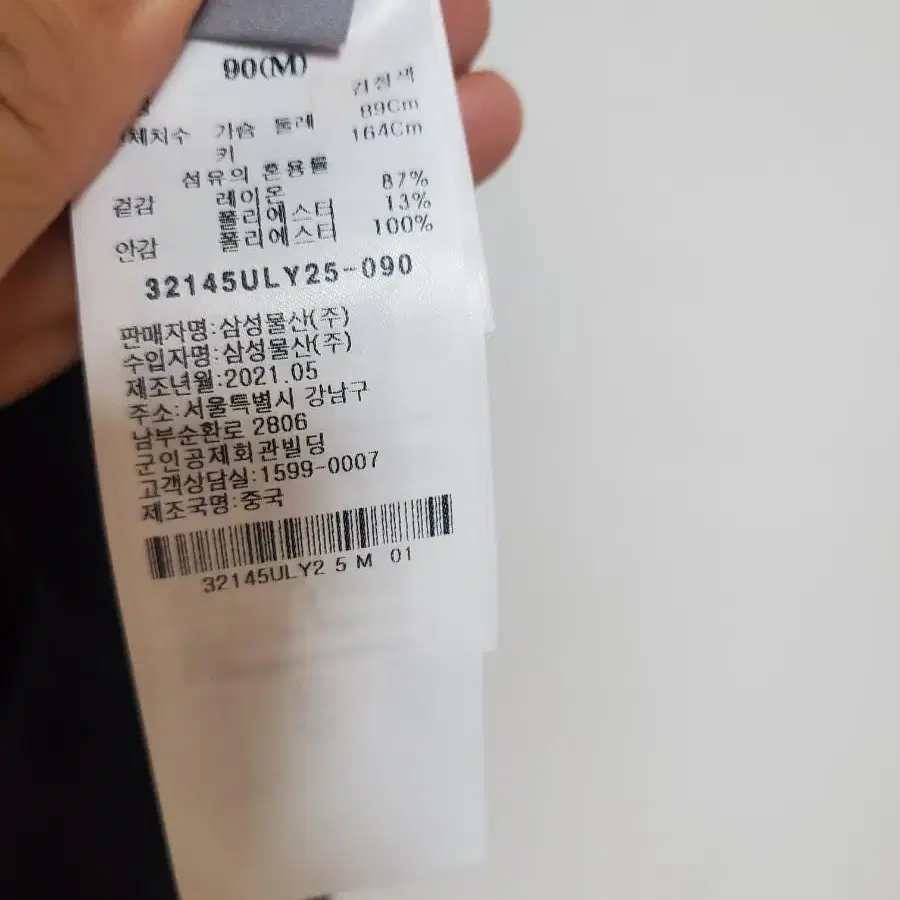 90(M)
검정색
체치수 가슴 둘레 89Cm
키 164Cm
섬유의 혼용률
겉감 레이온 87%
폴리에스터 13%
안감 폴리에스터 100%
32145ULY25-090
판매자명:삼성물산(주)
수입자명:삼성물산(주)
제조년월:2021.05
주소:서울특별시 강남구
남부순환로 2806
군인공제회관빌딩
고객상담실:1599-0007
제조국명:중국
32145ULY2 5 M 01